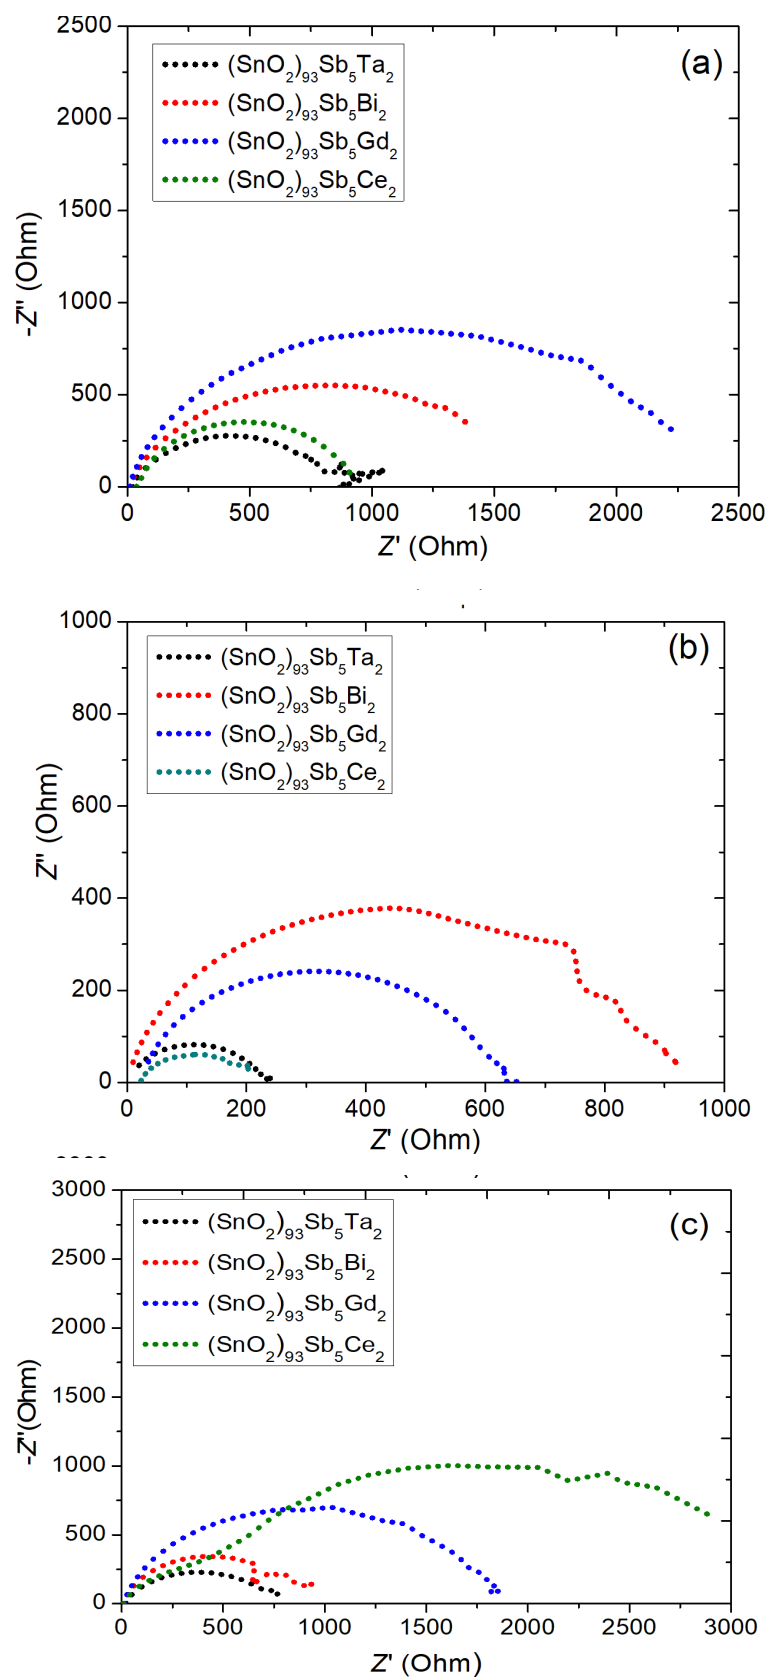 2500
2000
1500
1000
500
0
-Z" (Ohm)
(SnO2)93Sb5Ta2
(SnO2)93Sb5Bi2
(SnO2)93Sb5Gd2
(SnO2)93Sb5Ce2
(a)
0 500 1000 1500 2000 2500
Z' (Ohm)
1000
800
600
400
200
0
Z" (Ohm)
(SnO2)93Sb5Ta2
(SnO2)93Sb5Bi2
(SnO2)93Sb5Gd2
(SnO2)93Sb5Ce2
(b)
0 200 400 600 800 1000
Z' (Ohm)
3000
2500
2000
1500
1000
500
0
-Z"(Ohm)
(SnO2)93Sb5Ta2
(SnO2)93Sb5Bi2
(SnO2)93Sb5Gd2
(SnO2)93Sb5Ce2
(c)
0 500 1000 1500 2000 2500 3000
Z' (Ohm)